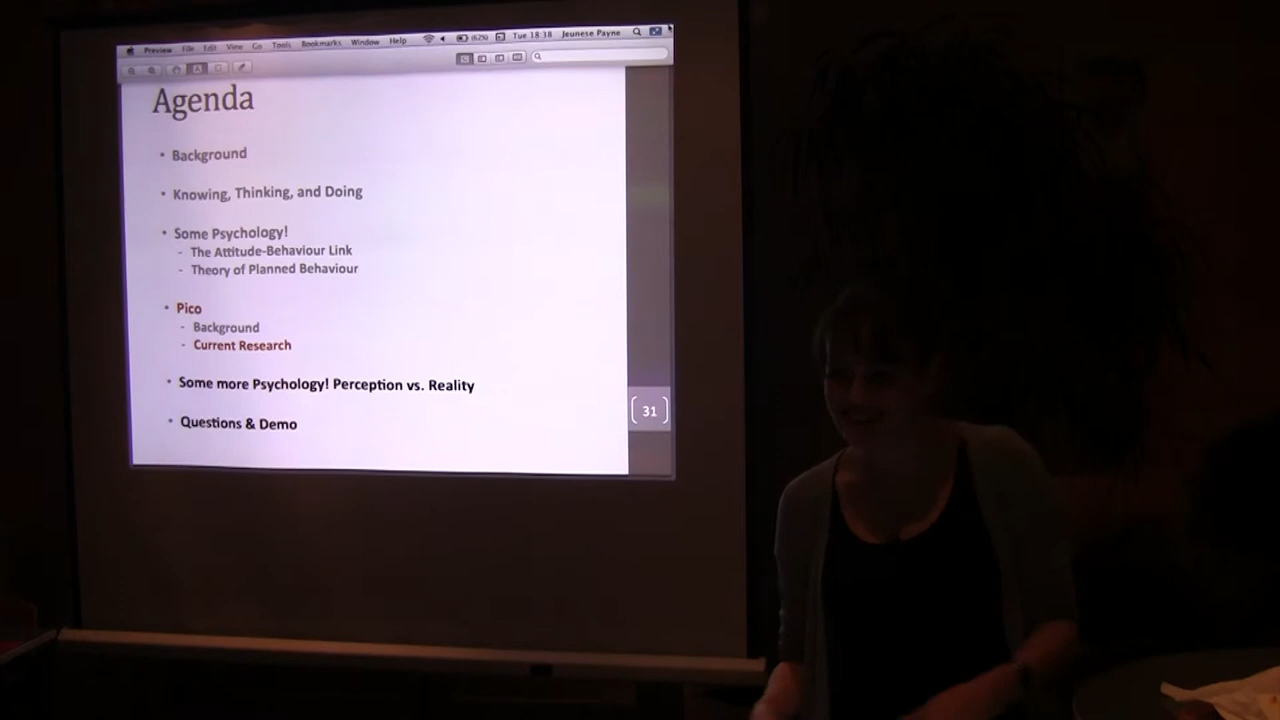 Preview File Edit View Go Tools Bookmarks Window Help (62%) Tue 18:38 Jeunese Payne
Agenda
• Background
• Knowing, Thinking, and Doing
• Some Psychology!
- The Attitude-Behaviour Link
- Theory of Planned Behaviour
• Pico
- Background
- Current Research
• Some more Psychology! Perception vs. Reality
31
• Questions & Demo